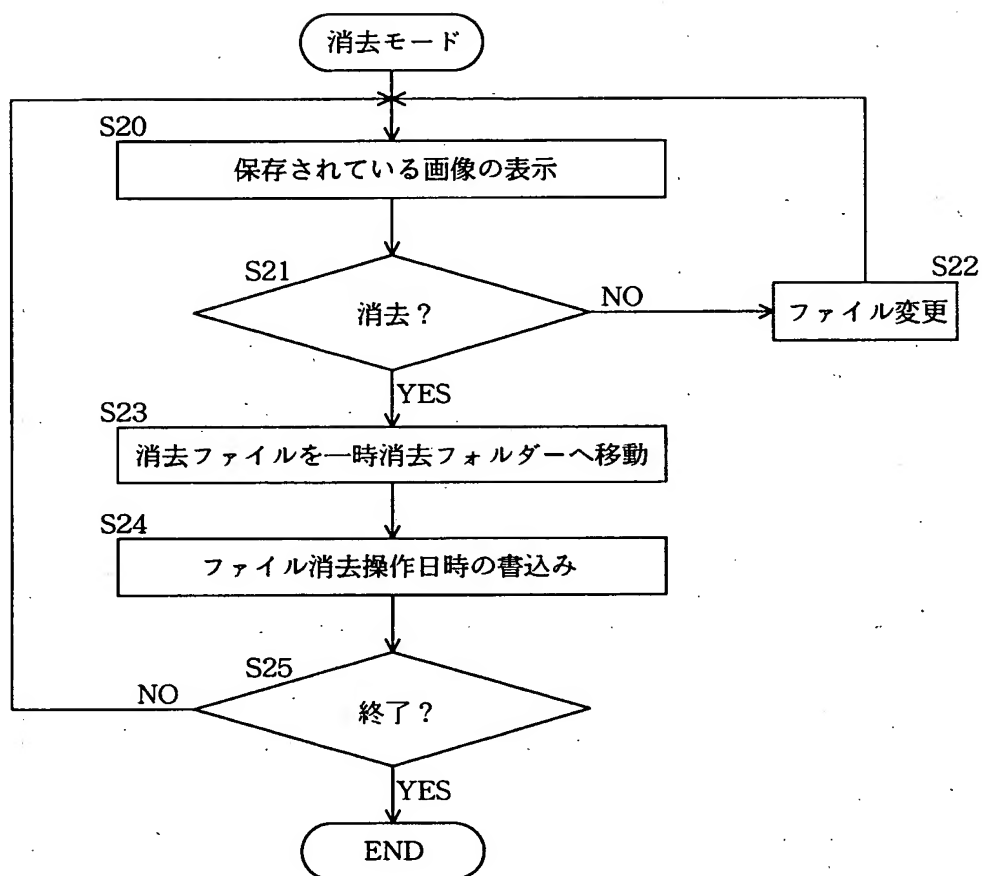 消去モード
S20
保存されている画像の表示
S21
消去？
NO
S22
ファイル変更
YES
S23
消去ファイルを一時消去フォルダーへ移動
S24
ファイル消去操作日時の書込み
S25
終了？
NO
YES
END